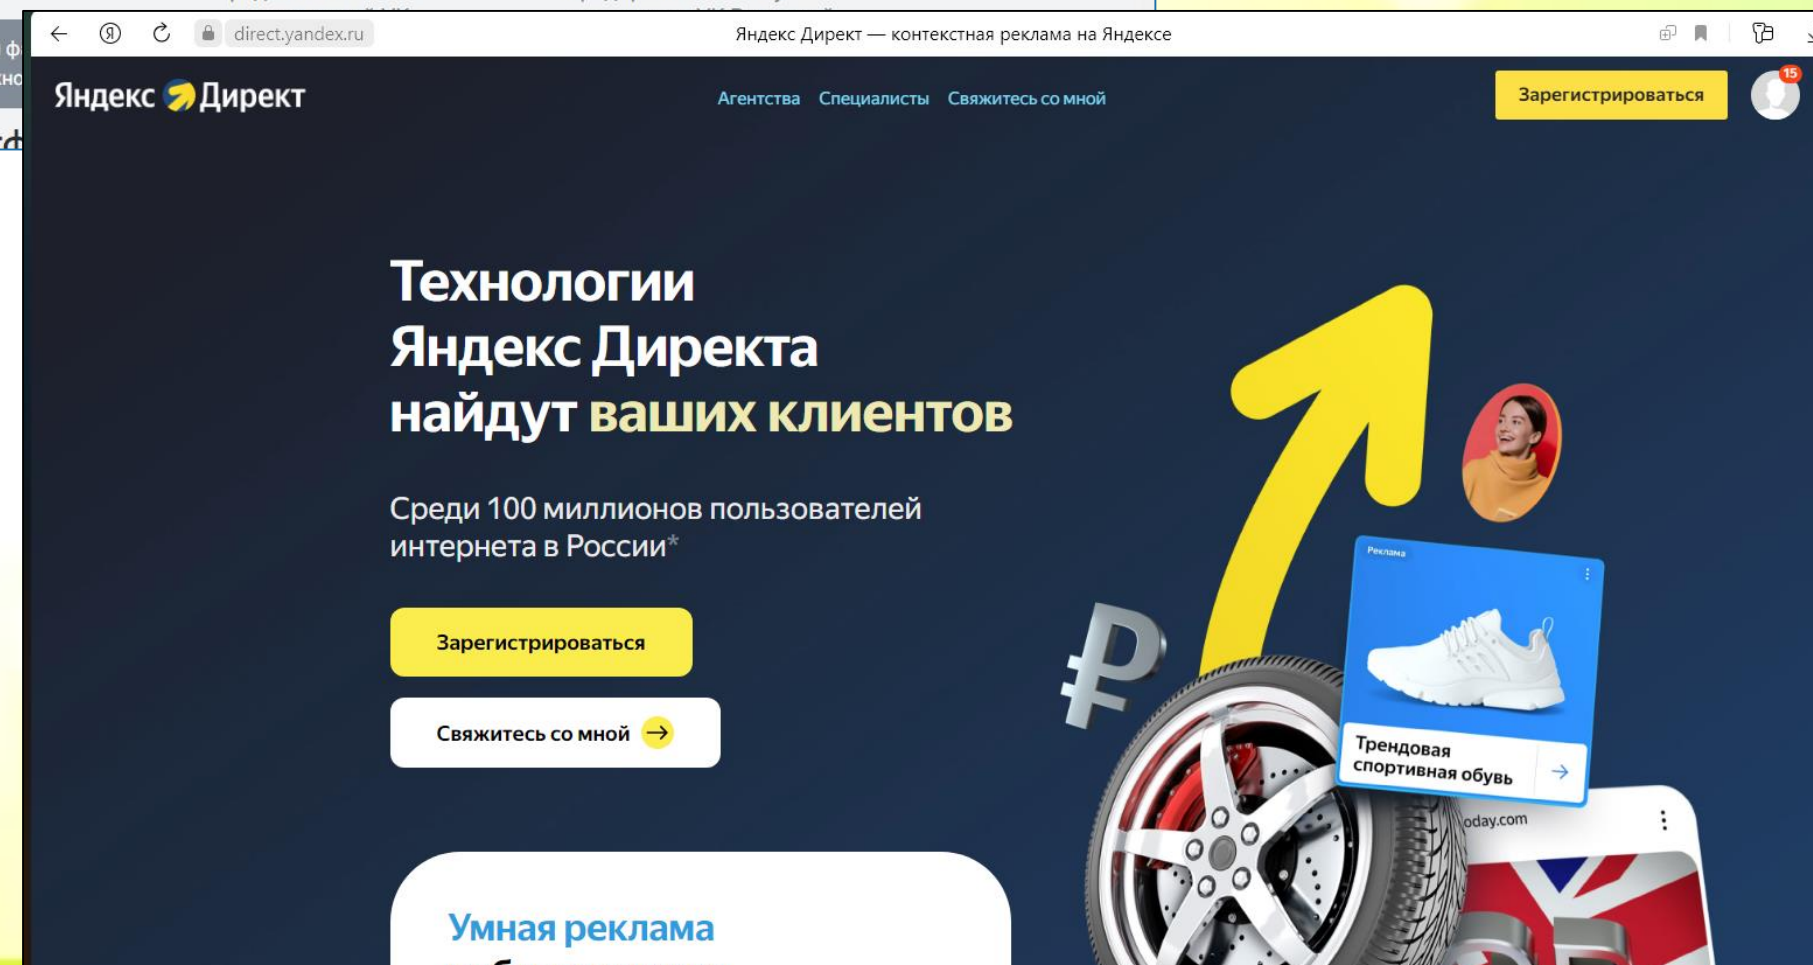 direct.yandex.ru
Яндекс Директ — контекстная реклама на Яндексе
Яндекс Директ
Агентства Специалисты Свяжитесь со мной
Зарегистрироваться
15
Технологии
Яндекс Директа
найдут ваших клиентов
Среди 100 миллионов пользователей
интернета в России*
Зарегистрироваться
Свяжитесь со мной
Реклама
Трендовая
спортивная обувь
oday.com
Умная реклама